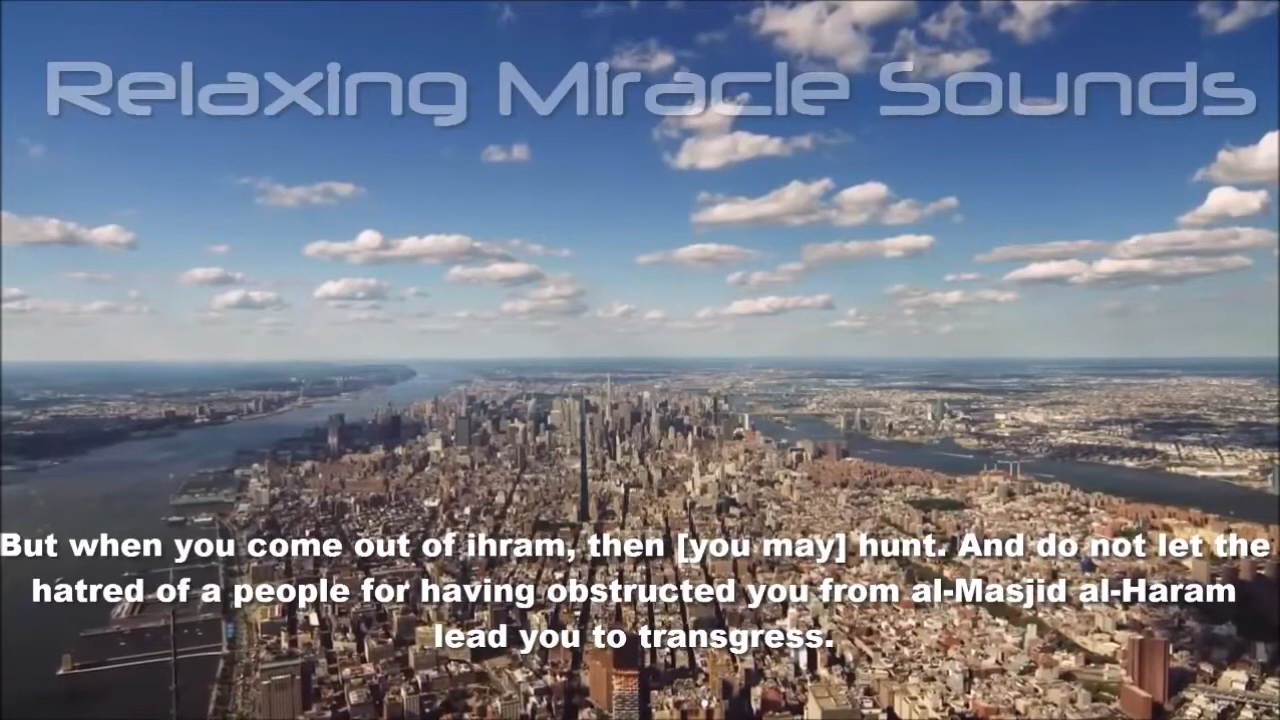 Relaxing Miracle Sounds
But when you come out of ihram, then [you may] hunt. And do not let the
hatred of a people for having obstructed you from al-Masjid al-Haram
lead you to transgress.